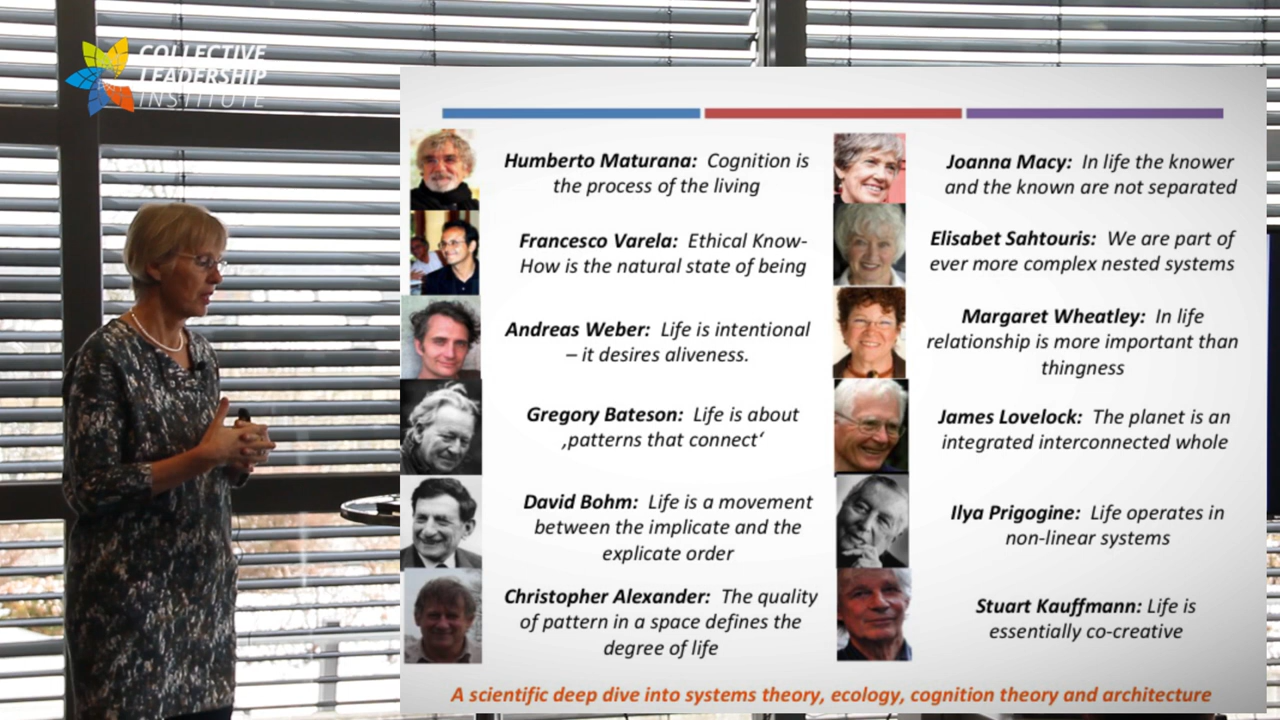 COLLECTIVE
LEADERSHIP
INSTITUTE
Humberto Maturana: Cognition is
the process of the living
Francesco Varela: Ethical Know-
How is the natural state of being
Andreas Weber: Life is intentional
– it desires aliveness.
Gregory Bateson: Life is about
‚patterns that connect‘
David Bohm: Life is a movement
between the implicate and the
explicate order
Christopher Alexander: The quality
of pattern in a space defines the
degree of life
Joanna Macy: In life the knower
and the known are not separated
Elisabet Sahtouris: We are part of
ever more complex nested systems
Margaret Wheatley: In life
relationship is more important than
thingness
James Lovelock: The planet is an
integrated interconnected whole
Ilya Prigogine: Life operates in
non-linear systems
Stuart Kauffmann: Life is
essentially co-creative
A scientific deep dive into systems theory, ecology, cognition theory and architecture